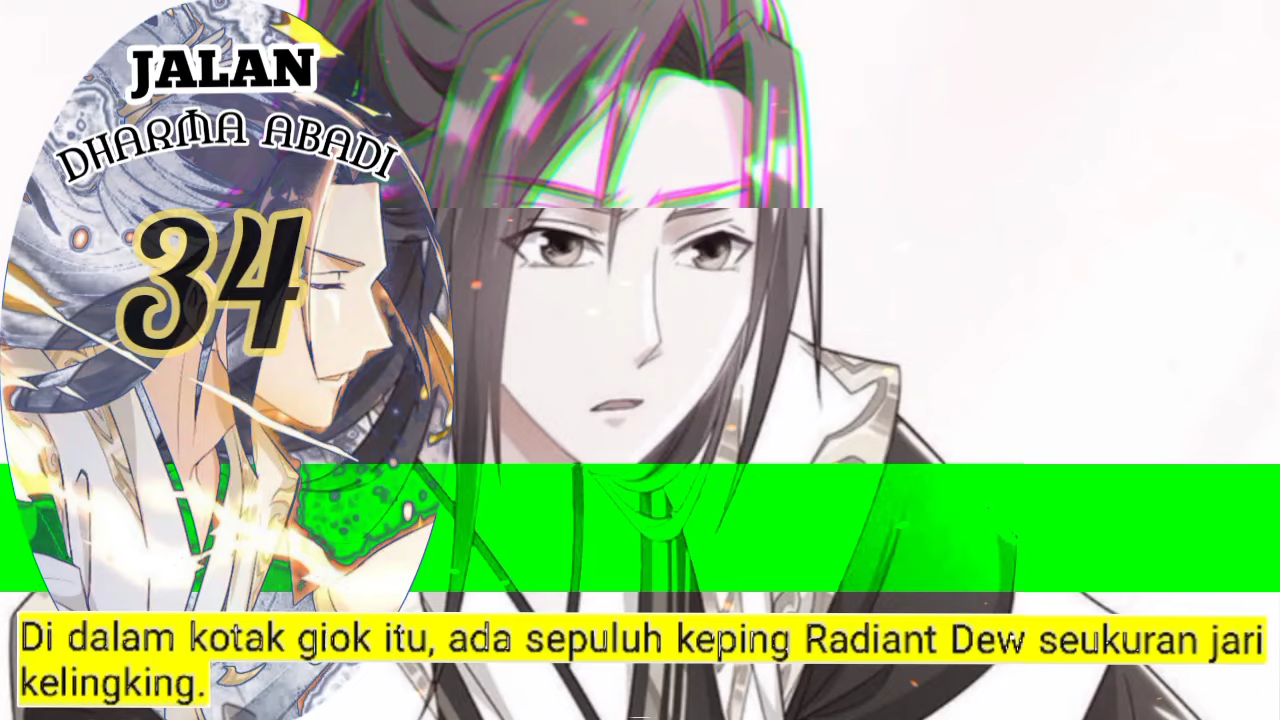 JALAN
DHARMA ABADI
34
Di dalam kotak giok itu, ada sepuluh keping Radiant Dew seukuran jari
kelingking.